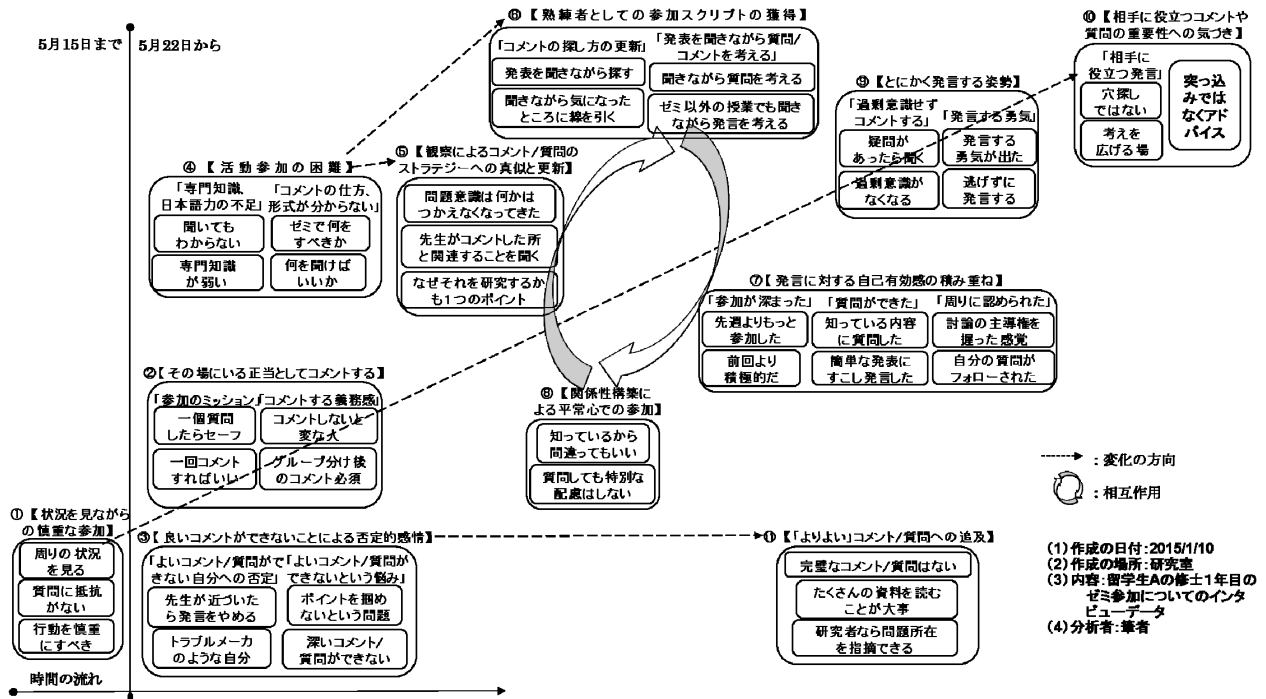 5月15日まで
5月22日から
①【状況を見ながら
の慎重な参加】
周りの状況
を見る
質問に抵抗
がない
行動を慎重
にすべき
時間の流れ
②【その場にいる正当としてコメントする】
「参加のミッション」
一個質問
したらセーフ
一回コメント
すればいい
「コメントする義務感」
コメントしないと
変な人
グループ分け後
のコメント必須
③【良いコメントができないことによる否定的感情】
「よいコメント/質問がで
きない自分への否定」
先生が近づいた
ら発言をやめる
トラブルメーカ
のような自分
「よいコメント/質問が
できないという悩み」
ポイントを掴め
ないという問題
深いコメント/
質問ができない
④【活動参加の困難】
「専門知識、
日本語力の不足」
聞いても
わからない
専門知識
が弱い
「コメントの仕方、
形式が分からない」
ゼミで何を
すべきか
何を聞けば
いいか
⑤【観察によるコメント/質問の
ストラテジーへの真似と更新】
問題意識は何かは
つかえなくなってきた
先生がコメントした所
と関連することを聞く
なぜそれを研究するか
も1つのポイント
⑥【熟練者としての参加スクリプトの獲得】
「コメントの探し方の更新」
発表を聞きながら探す
聞きながら気になった
ところに線を引く
「発表を聞きながら質問/
コメントを考える」
聞きながら質問を考える
ゼミ以外の授業でも聞き
ながら発言を考える
⑧【関係性構築に
よる平常心での参加】
知っているから
間違ってもいい
質問しても特別な
配慮はしない
⑦【発言に対する自己有効感の積み重ね】
「参加が深まった」
先週よりもっと
参加した
前回より
積極的だ
「質問ができた」
知っている内容
に質問した
簡単な発表に
すこし発言した
「周りに認められた」
討論の主導権を
握った感覚
自分の質問が
フォローされた
⑨【とにかく発言する姿勢】
「過剰意識せず
コメントする」
疑問が
あったら聞く
過剰意識が
なくなる
「発言する勇気」
発言する
勇気が出た
逃げずに
発言する
⑩【相手に役立つコメントや
質問の重要性への気づき】
「相手に
役立つ発言」
穴探し
ではない
考えを
広げる場
突っ込
みでは
なくアド
バイス
⑪【「よりよい」コメント/質問への追及】
完璧なコメント/質問はない
たくさんの資料を読む
ことが大事
研究者なら問題所在
を指摘できる
:変化の方向
:相互作用
(1)作成の日付:2015/1/10
(2)作成の場所:研究室
(3)内容:留学生Aの修士1年目の
ゼミ参加についてのインタ
ビューデータ
(4)分析者:筆者